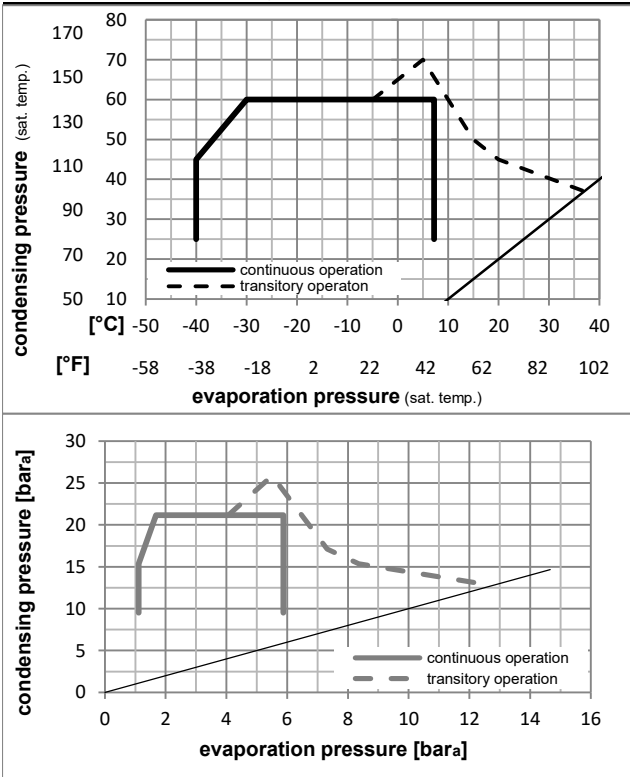 condensing pressure (sat. temp.)
170 150 130 110 90 70 50
80 70 60 50 40 30 20 10
continuous operation
transitory operaton
[°C] -50 -40 -30 -20 -10 0 10 20 30 40
[°F] -58 -38 -18 2 22 42 62 82 102
evaporation pressure (sat. temp.)
condensing pressure [bara]
30 25 20 15 10 5 0
continuous operation
transitory operation
0 2 4 6 8 10 12 14 16
evaporation pressure [bara]